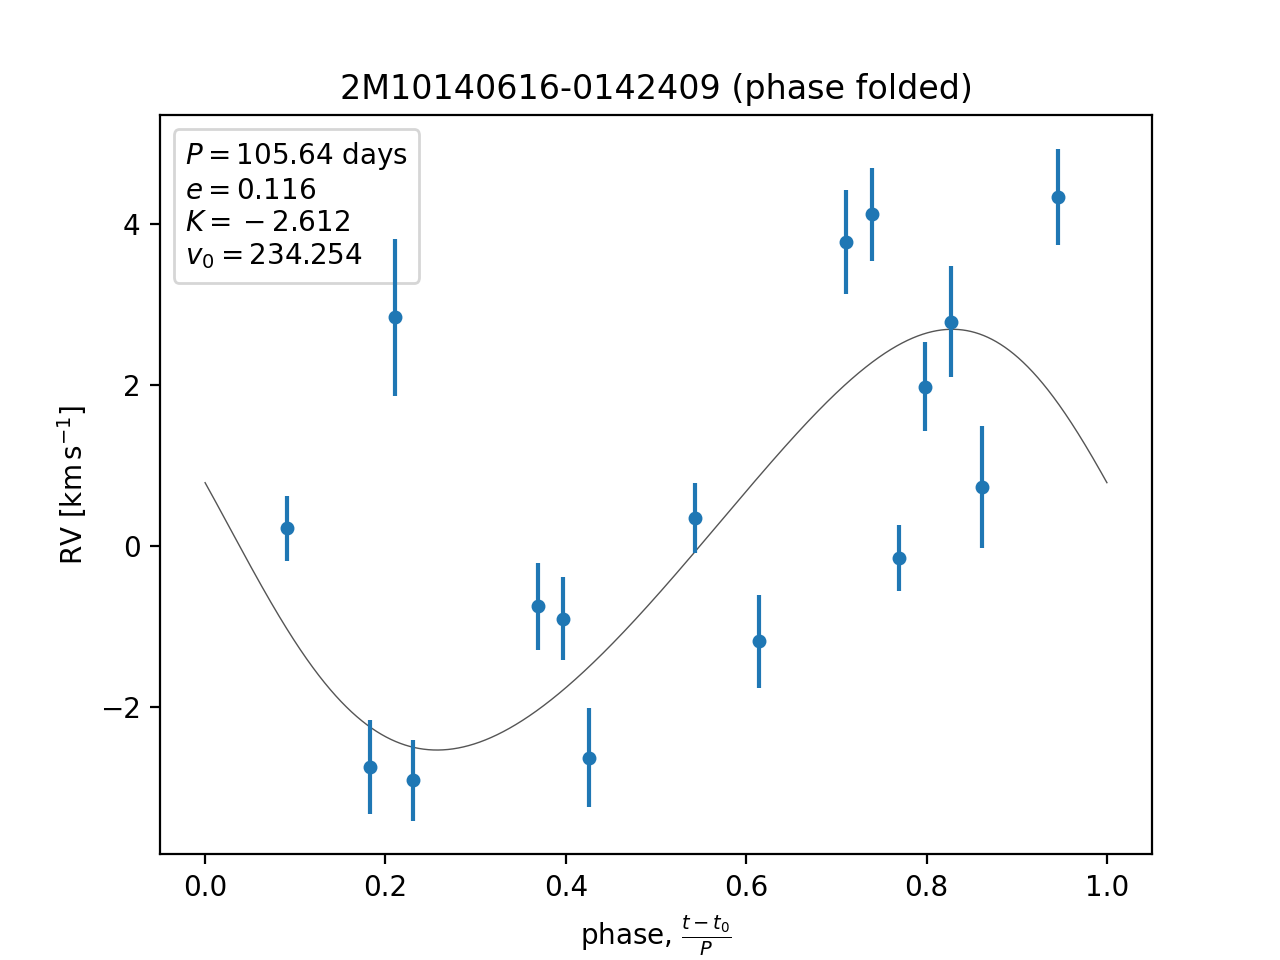 2M10140616-0142409 (phase folded)
P = 105.64 days
e = 0.116
K = −2.612
v₀ = 234.254
4
2
0
−2
RV [km s⁻¹]
0.0 0.2 0.4 0.6 0.8 1.0
phase, (t − t₀)/P